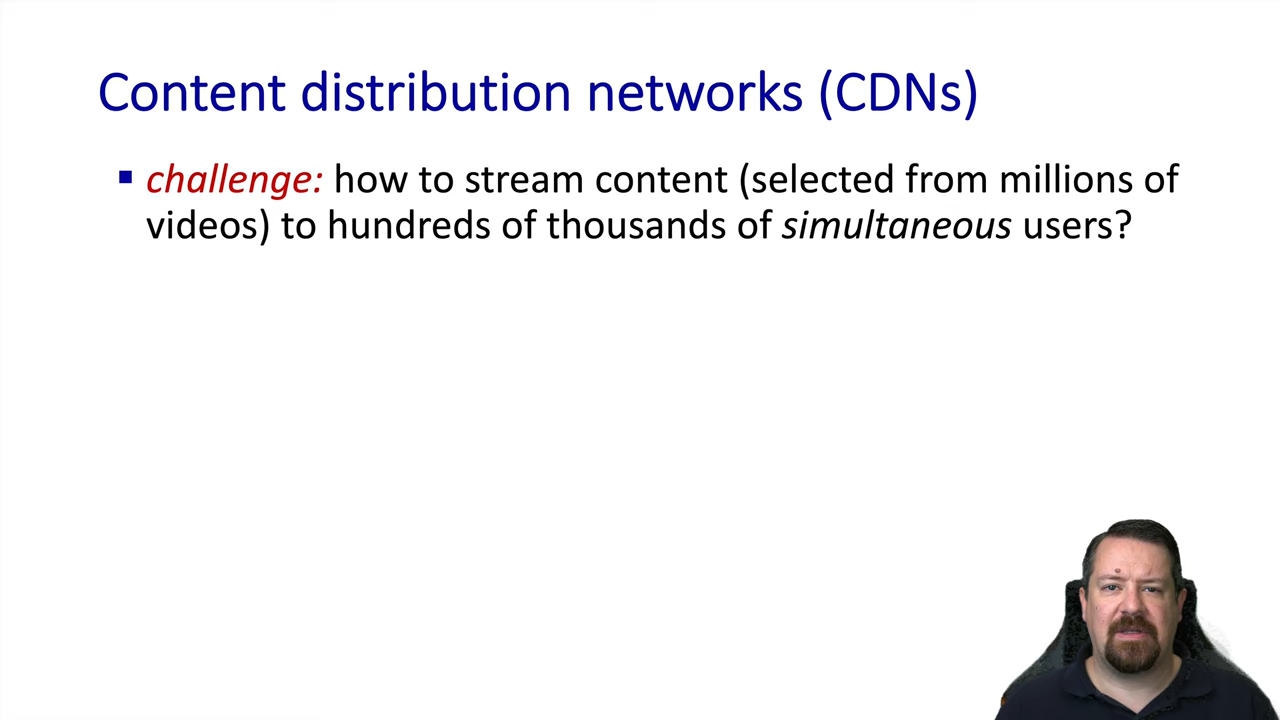 Content distribution networks (CDNs)
challenge: how to stream content (selected from millions of
videos) to hundreds of thousands of simultaneous users?